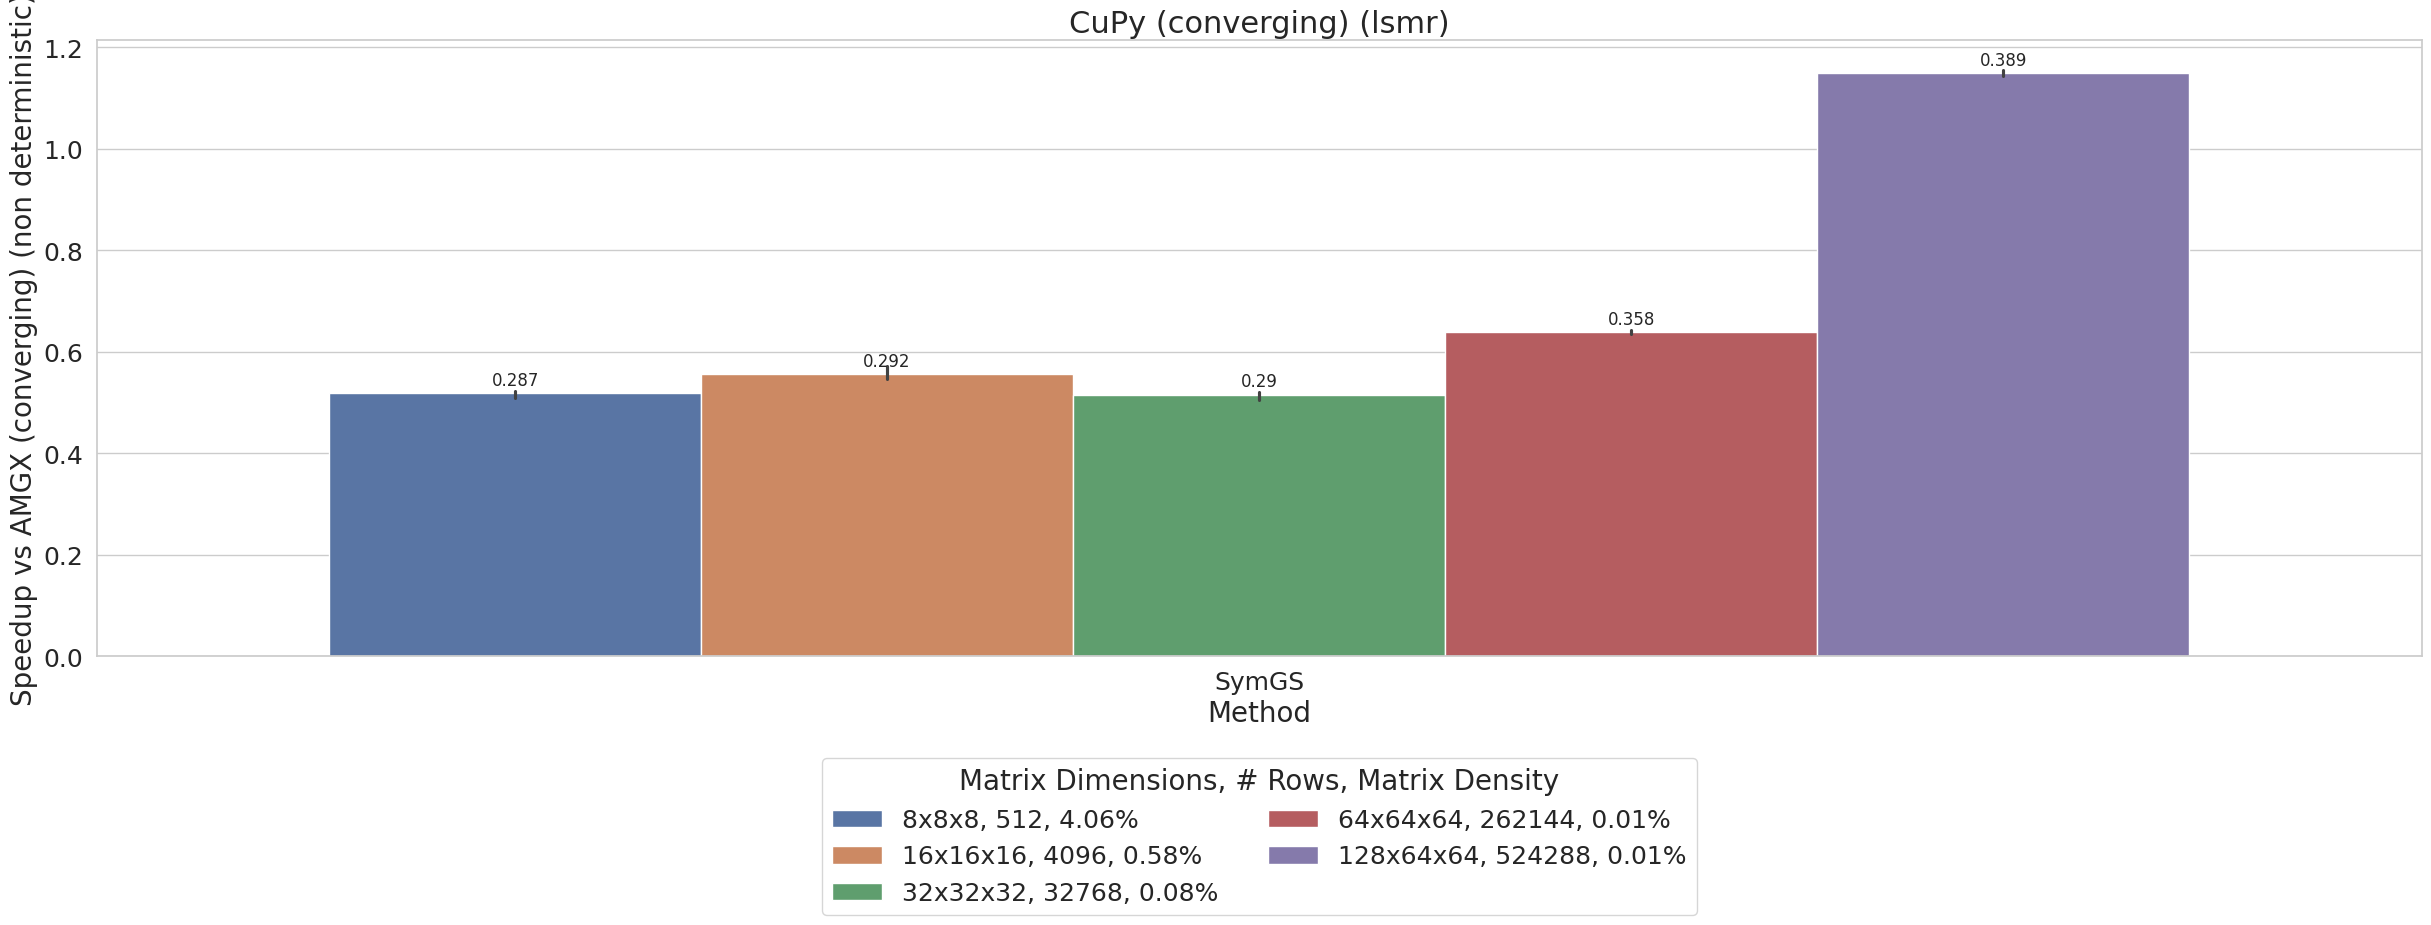 CuPy (converging) (lsmr)
Speedup vs AMGX (converging) (non deterministic)
1.2
1.0
0.8
0.6
0.4
0.2
0.0
0.287
0.292
0.29
0.358
0.389
SymGS
Method
Matrix Dimensions, # Rows, Matrix Density
8x8x8, 512, 4.06%
16x16x16, 4096, 0.58%
32x32x32, 32768, 0.08%
64x64x64, 262144, 0.01%
128x64x64, 524288, 0.01%